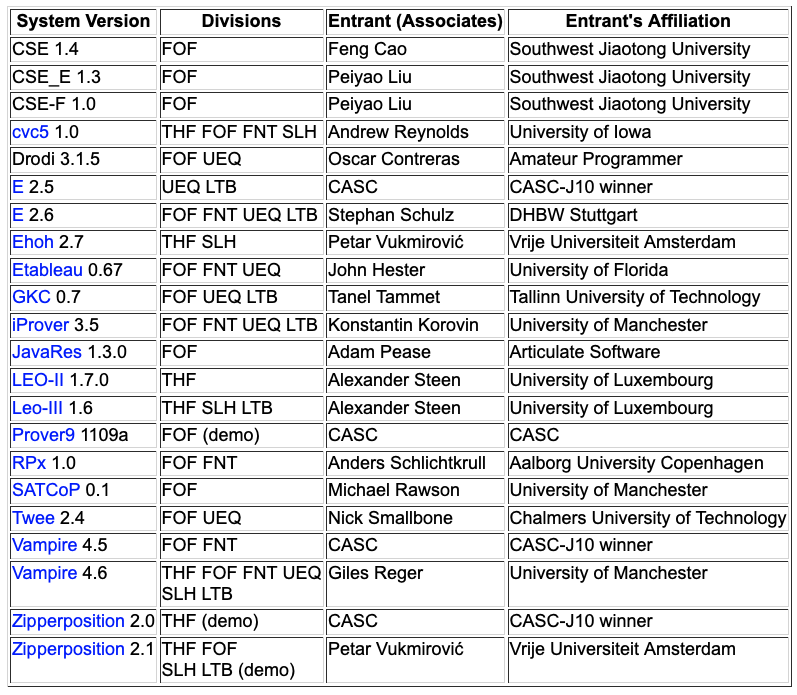 System Version Divisions Entrant (Associates) Entrant's Affiliation
CSE 1.4 FOF Feng Cao Southwest Jiaotong University
CSE_E 1.3 FOF Peiyao Liu Southwest Jiaotong University
CSE-F 1.0 FOF Peiyao Liu Southwest Jiaotong University
cvc5 1.0 THF FOF FNT SLH Andrew Reynolds University of Iowa
Drodi 3.1.5 FOF UEQ Oscar Contreras Amateur Programmer
E 2.5 UEQ LTB CASC CASC-J10 winner
E 2.6 FOF FNT UEQ LTB Stephan Schulz DHBW Stuttgart
Ehoh 2.7 THF SLH Petar Vukmirović Vrije Universiteit Amsterdam
Etableau 0.67 FOF FNT UEQ John Hester University of Florida
GKC 0.7 FOF UEQ LTB Tanel Tammet Tallinn University of Technology
iProver 3.5 FOF FNT UEQ LTB Konstantin Korovin University of Manchester
JavaRes 1.3.0 FOF Adam Pease Articulate Software
LEO-II 1.7.0 THF Alexander Steen University of Luxembourg
Leo-III 1.6 THF SLH LTB Alexander Steen University of Luxembourg
Prover9 1109a FOF (demo) CASC CASC
RPx 1.0 FOF FNT Anders Schlichtkrull Aalborg University Copenhagen
SATCoP 0.1 FOF Michael Rawson University of Manchester
Twee 2.4 FOF UEQ Nick Smallbone Chalmers University of Technology
Vampire 4.5 FOF FNT CASC CASC-J10 winner
Vampire 4.6 THF FOF FNT UEQ Giles Reger University of Manchester
SLH LTB
Zipperposition 2.0 THF (demo) CASC CASC-J10 winner
Zipperposition 2.1 THF FOF Petar Vukmirović Vrije Universiteit Amsterdam
SLH LTB (demo)